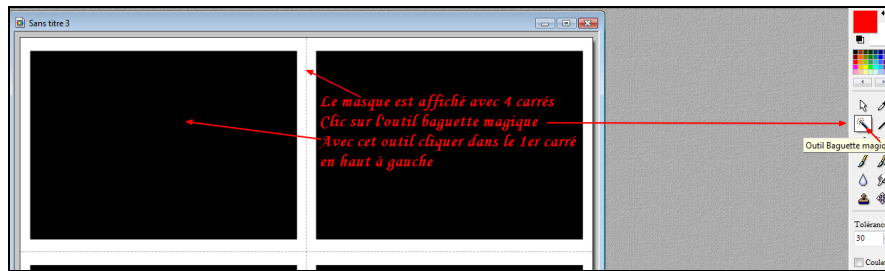 Sans titre 3
Le masque est affiché avec 4 carrés
Clic sur l'outil baguette magique
Avec cet outil cliquer dans le 1er carré
en haut à gauche
Outil Baguette magiq
Toléranc
30
Coule